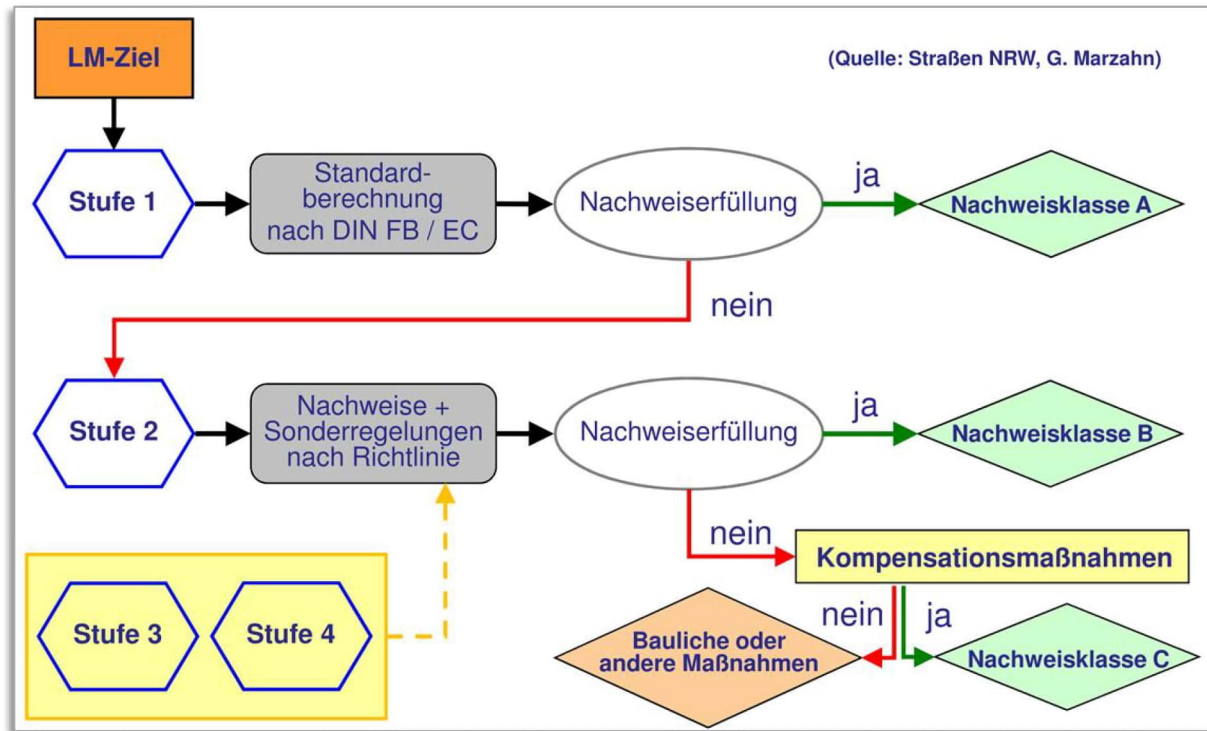 LM-Ziel
(Quelle: Straßen NRW, G. Marzahn)
Stufe 1
Standard-
berechnung
nach DIN FB / EC
Nachweiserfüllung
ja
Nachweisklasse A
nein
Stufe 2
Nachweise +
Sonderregelungen
nach Richtlinie
Nachweiserfüllung
ja
Nachweisklasse B
nein
Kompensationsmaßnahmen
Stufe 3
Stufe 4
nein
ja
Bauliche oder
andere Maßnahmen
Nachweisklasse C